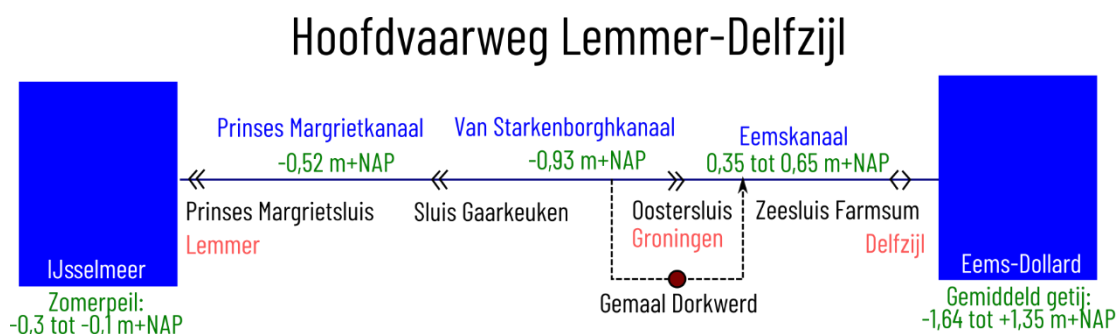 Hoofdvaarweg Lemmer-Delfzijl
Prinses Margrietkanaal
-0,52 m+NAP
Van Starkenborghkanaal
-0,93 m+NAP
Eemskanaal
0,35 tot 0,65 m+NAP
Prinses Margrietsluis
Lemmer
Sluis Gaarkeuken
Oostersluis
Groningen
Zeesluis Farmsum
Delfzijl
Gemaal Dorkwerd
IJsselmeer
Zomerpeil:
-0,3 tot -0,1 m+NAP
Eems-Dollard
Gemiddeld getij:
-1,64 tot +1,35 m+NAP